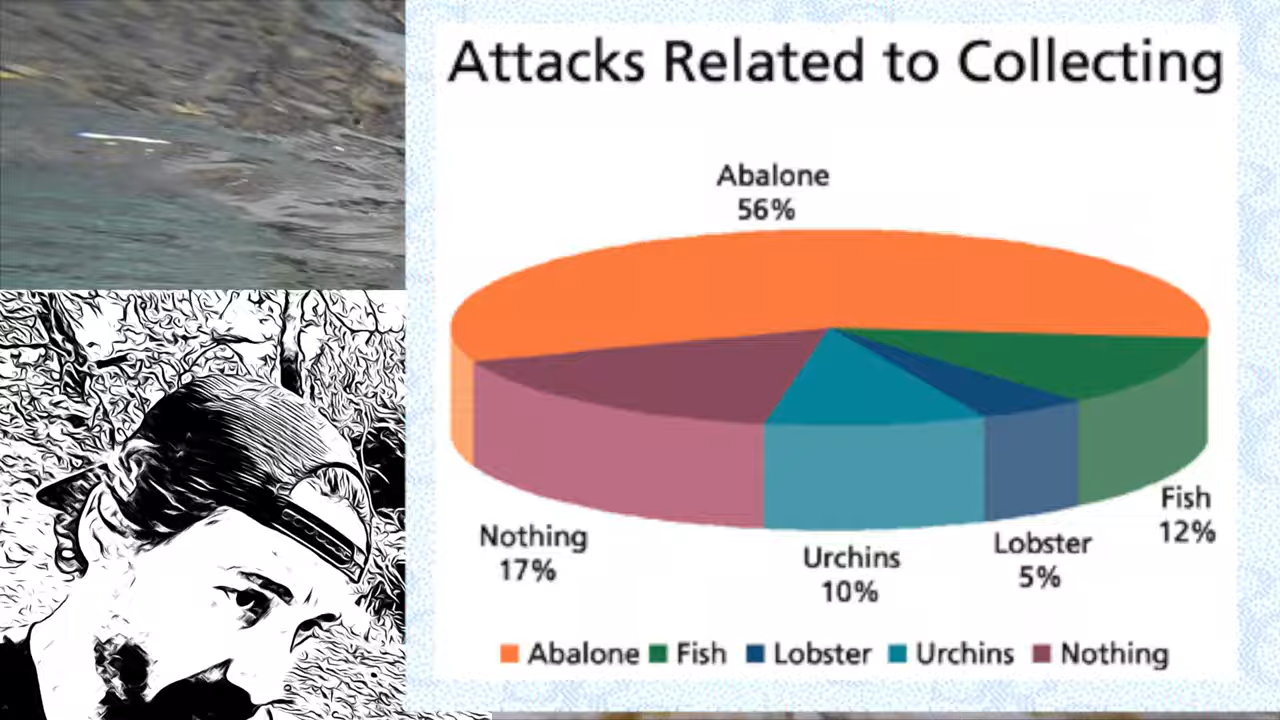 Attacks Related to Collecting
Abalone
56%
Fish
12%
Nothing
17%
Urchins
10%
Lobster
5%
Abalone Fish Lobster Urchins Nothing